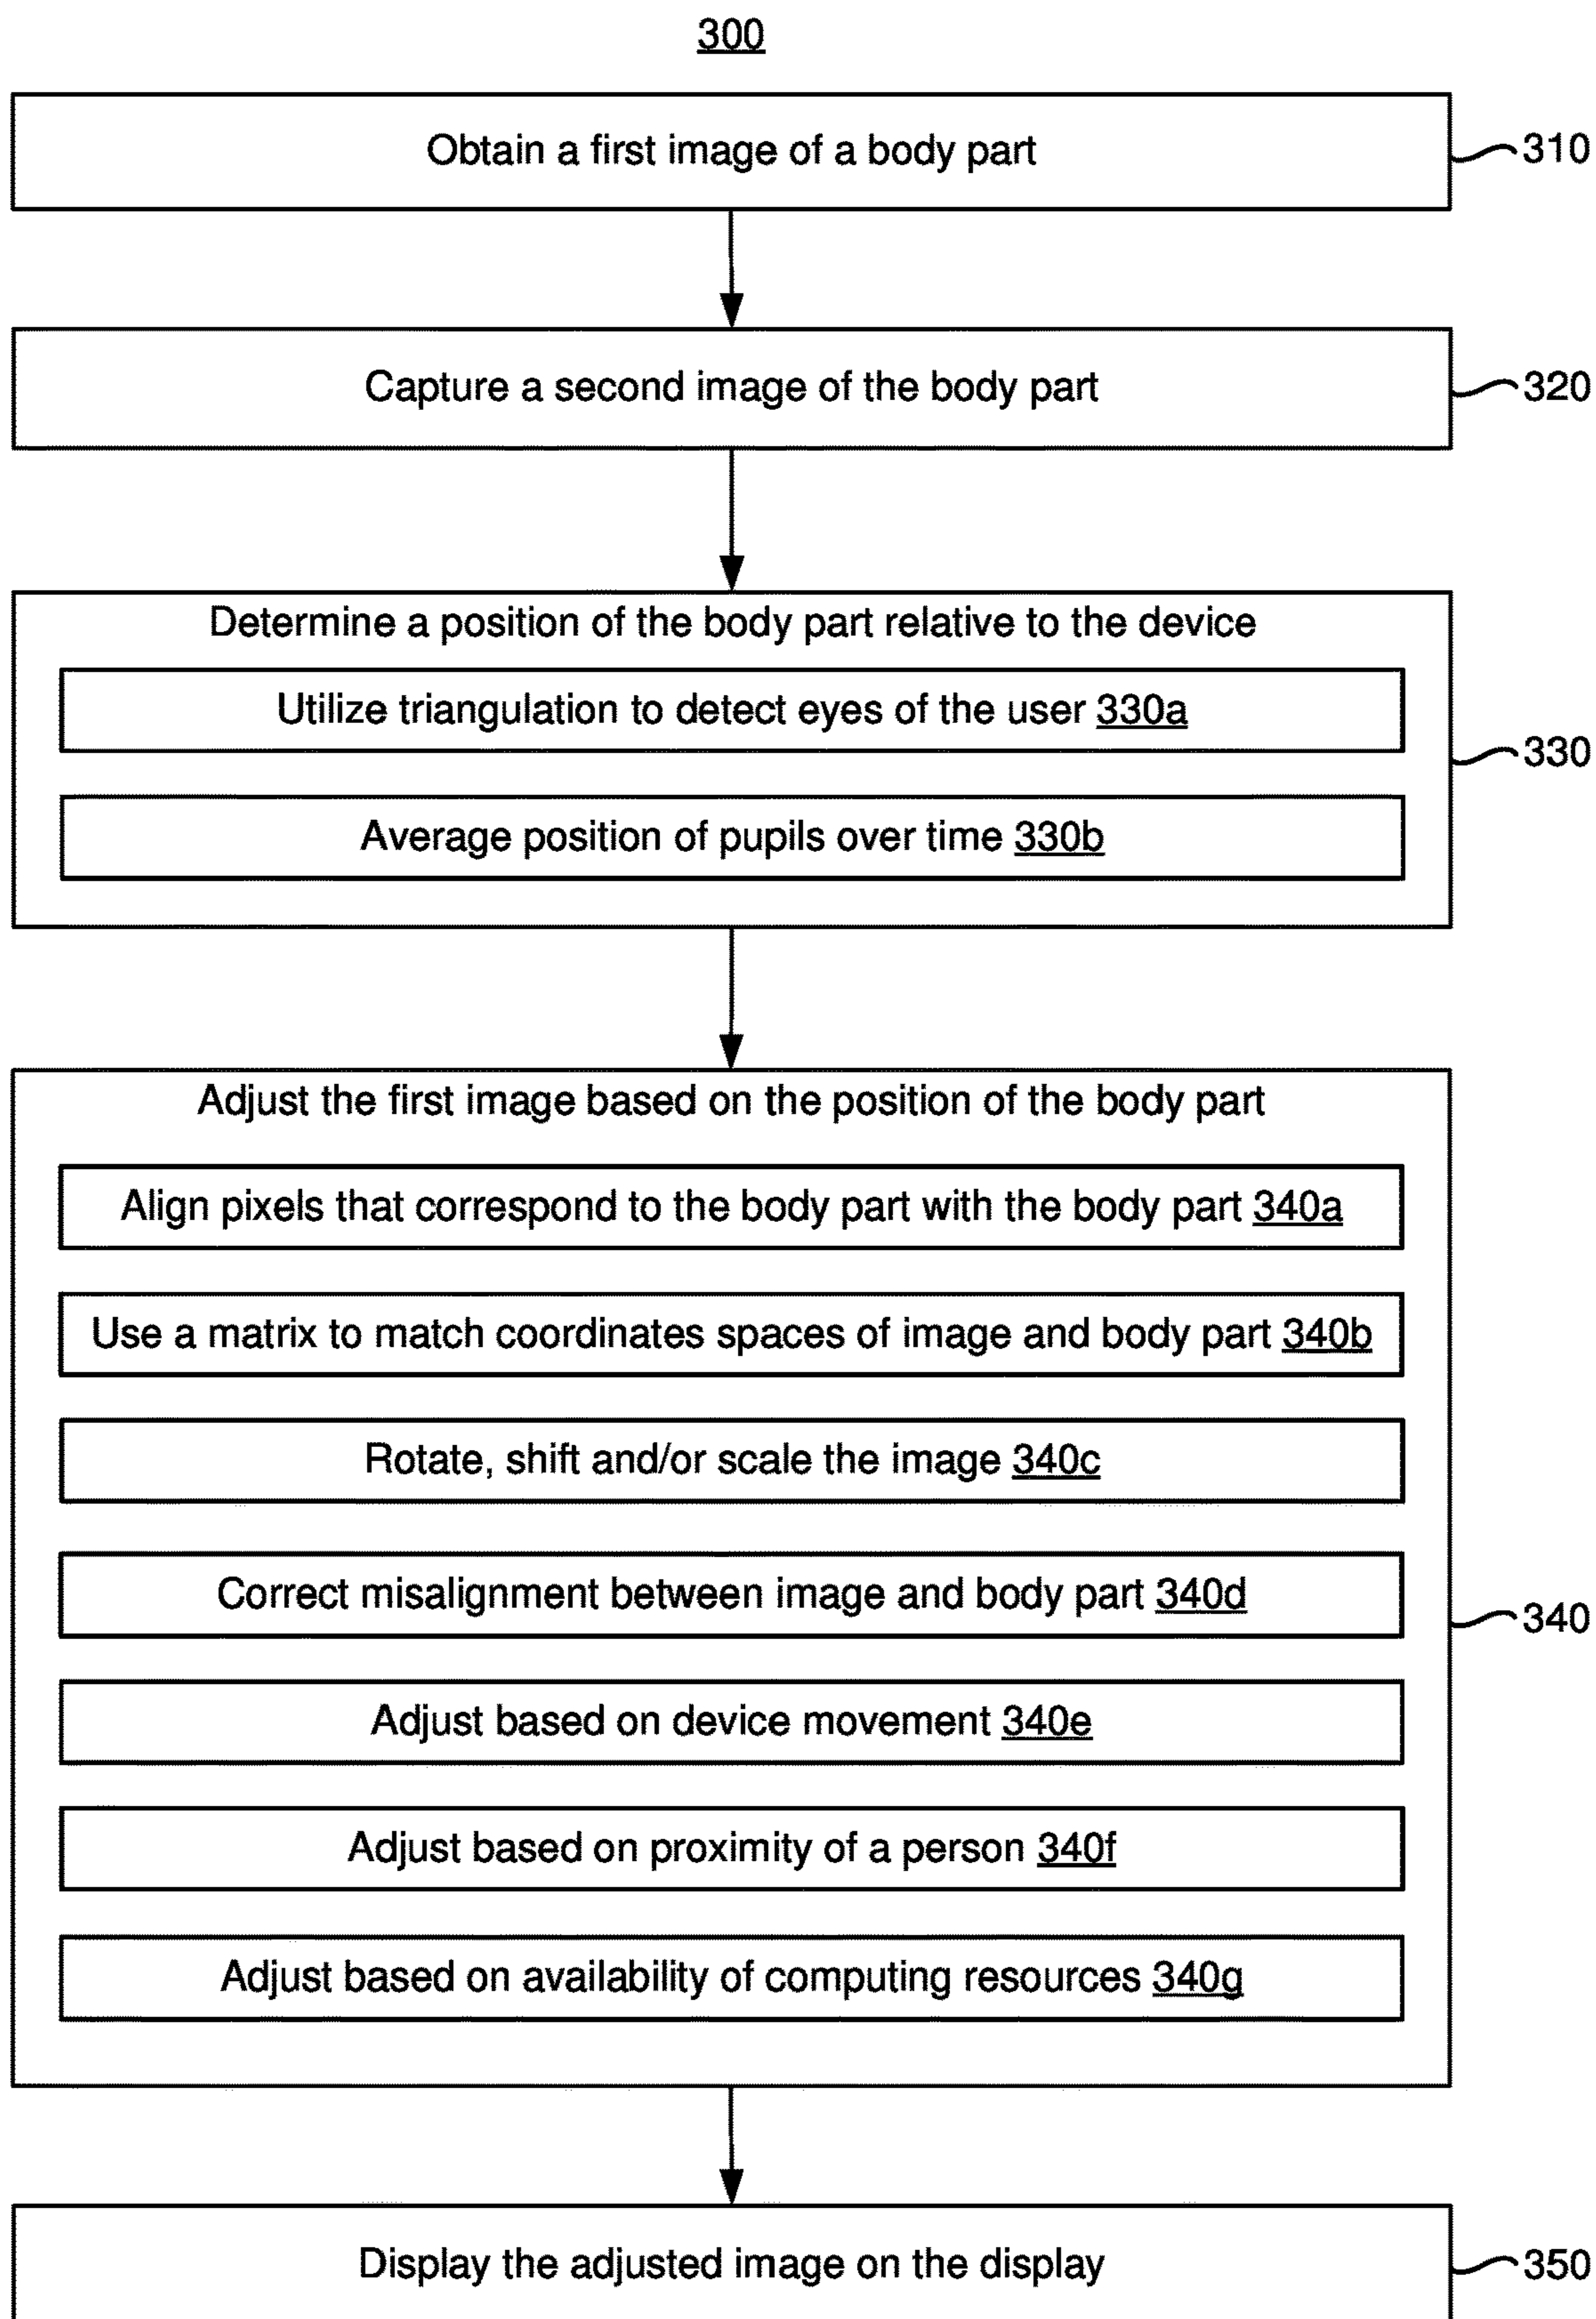 300
Obtain a first image of a body part
310
Capture a second image of the body part
320
Determine a position of the body part relative to the device
Utilize triangulation to detect eyes of the user 330a
330
Average position of pupils over time 330b
Adjust the first image based on the position of the body part
Align pixels that correspond to the body part with the body part 340a
Use a matrix to match coordinates spaces of image and body part 340b
Rotate, shift and/or scale the image 340c
Correct misalignment between image and body part 340d
340
Adjust based on device movement 340e
Adjust based on proximity of a person 340f
Adjust based on availability of computing resources 340g
Display the adjusted image on the display
350